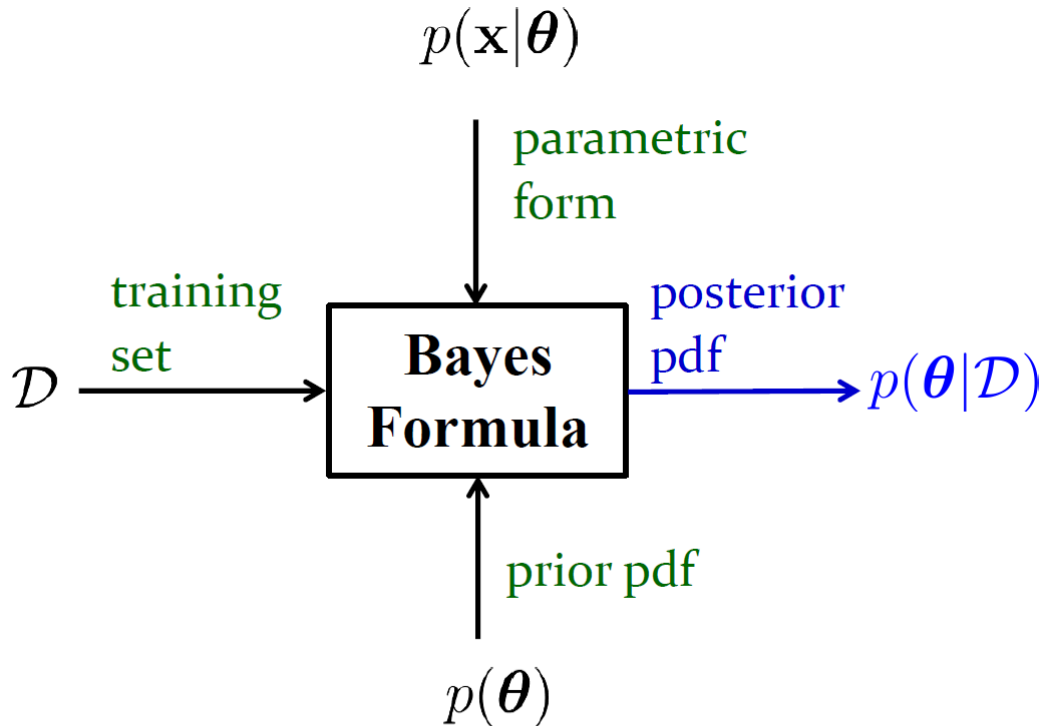 p(x|θ)
parametric
form
training
set
posterior
pdf
𝒟
Bayes
Formula
p(θ|𝒟)
prior pdf
p(θ)